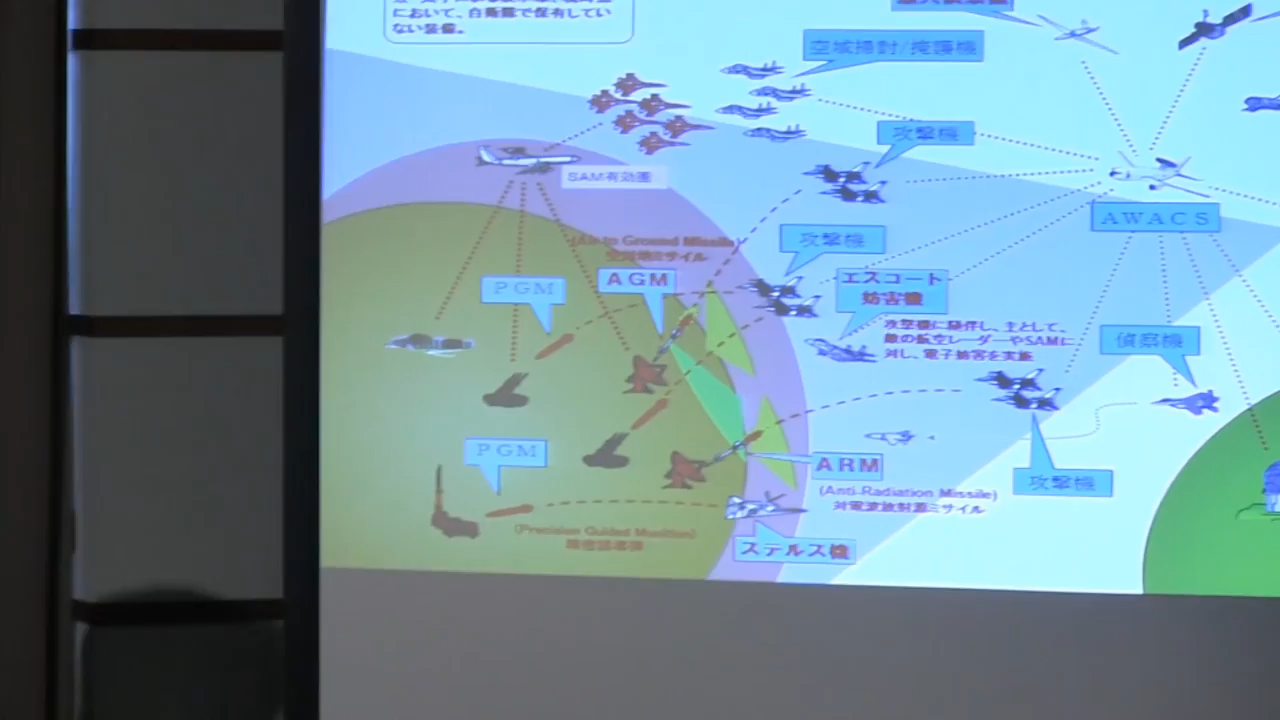 において、自衛隊で保有してい
ない装備。
空域掃討/掩護機
攻撃機
SAM有効圏
AWACS
攻撃機
(Air to Ground Missile)
空対地ミサイル
AGM
PGM
エスコート
妨害機
攻撃機に随伴し、主として、
敵の航空レーダーやSAMに
対し、電子妨害を実施
偵察機
PGM
ARM
(Anti-Radiation Missile)
対電波放射源ミサイル
攻撃機
(Precision Guided Munition)
精密誘導弾
ステルス機